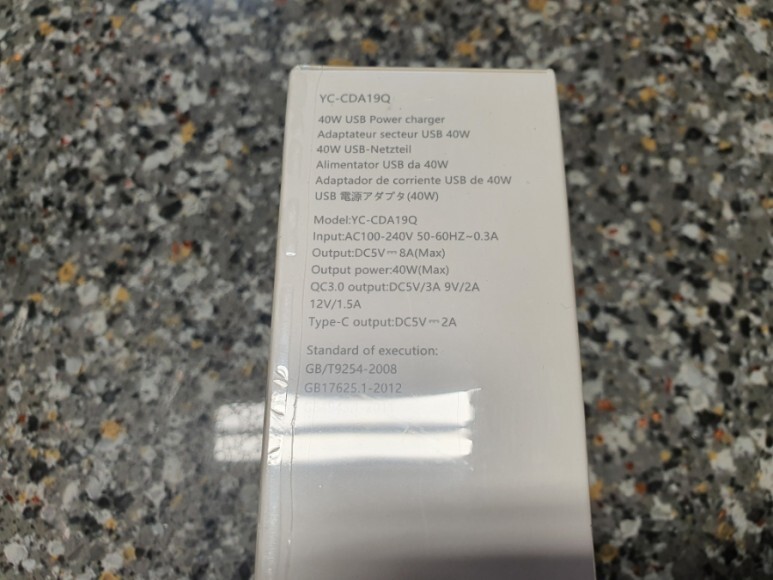 YC-CDA19Q
40W USB Power charger
Adaptateur secteur USB 40W
40W USB-Netzteil
Alimentator USB da 40W
Adaptador de corriente USB de 40W
USB 電源アダプタ(40W)
Model:YC-CDA19Q
Input:AC100-240V 50-60HZ~0.3A
Output:DC5V⎓8A(Max)
Output power:40W(Max)
QC3.0 output:DC5V/3A 9V/2A
12V/1.5A
Type-C output:DC5V⎓2A
Standard of execution:
GB/T9254-2008
GB17625.1-2012